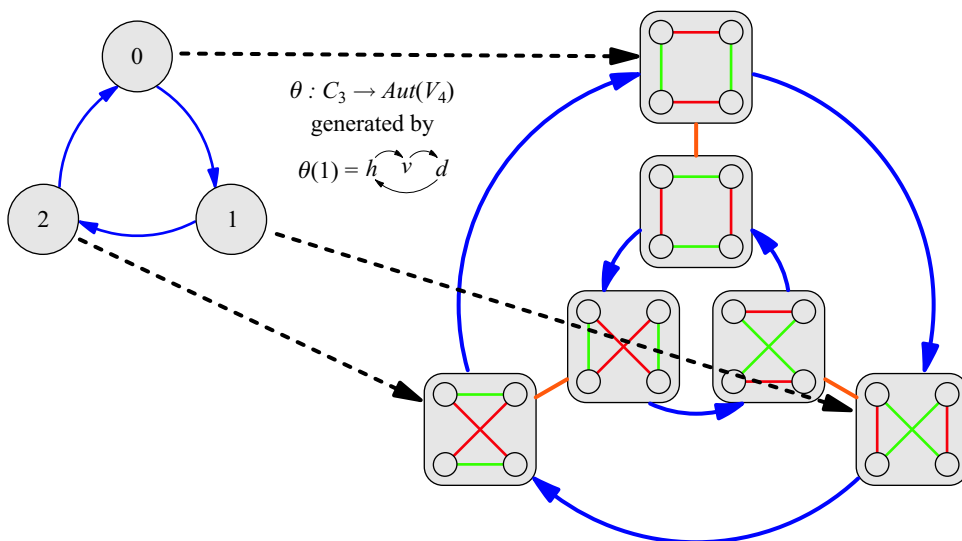 0
θ : C₃ → Aut(V₄)
generated by
θ(1) = h v d
2
1